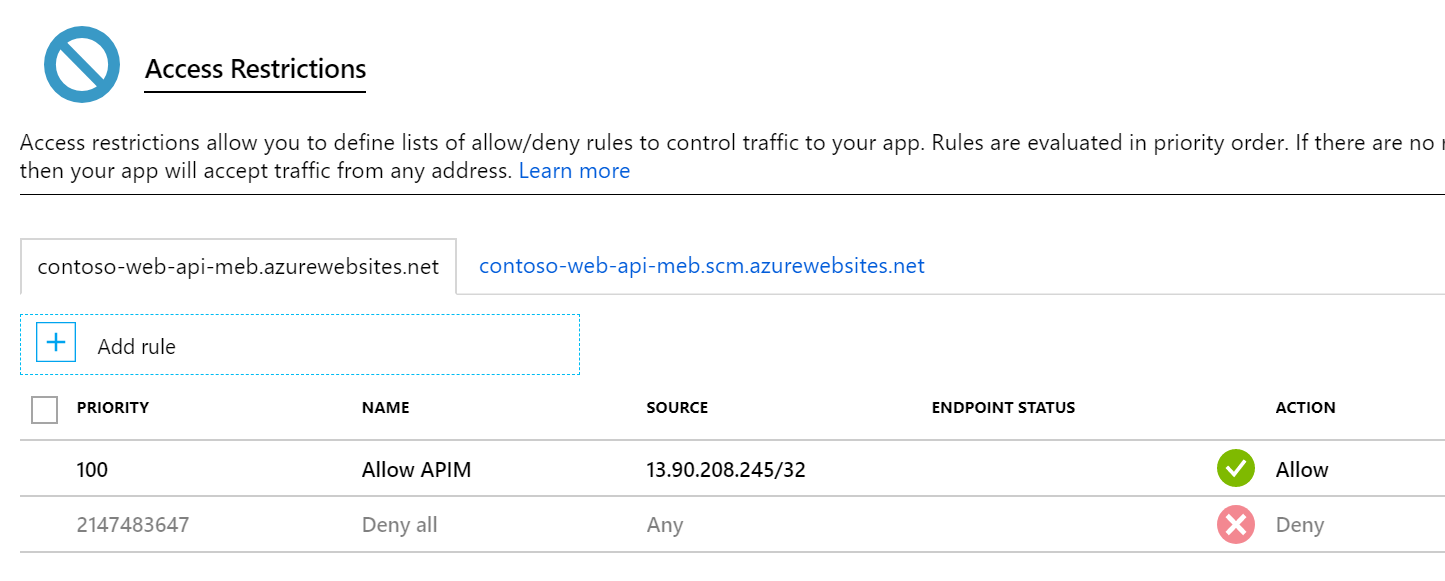 Access Restrictions
Access restrictions allow you to define lists of allow/deny rules to control traffic to your app. Rules are evaluated in priority order. If there are no
then your app will accept traffic from any address. Learn more
contoso-web-api-meb.azurewebsites.net contoso-web-api-meb.scm.azurewebsites.net
+ Add rule
PRIORITY NAME SOURCE ENDPOINT STATUS ACTION
100 Allow APIM 13.90.208.245/32 Allow
2147483647 Deny all Any Deny